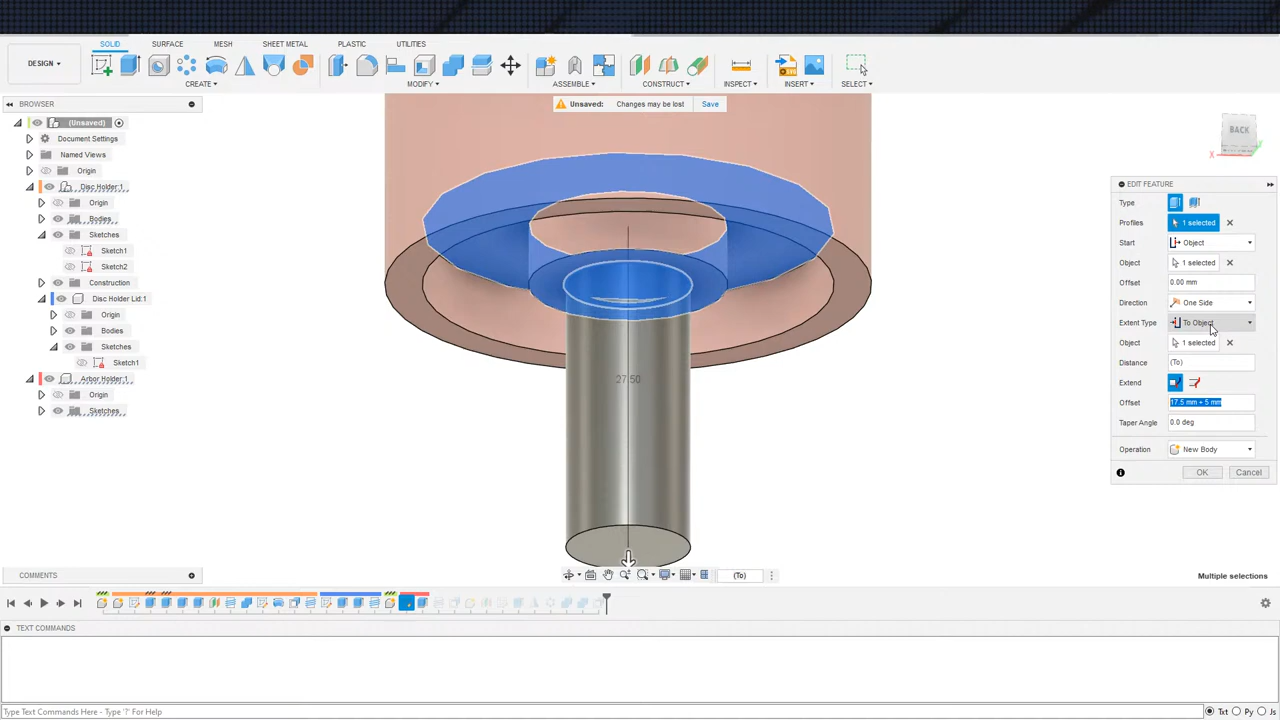 SOLID SURFACE MESH SHEET METAL PLASTIC UTILITIES
DESIGN
CREATE MODIFY ASSEMBLE CONSTRUCT INSPECT INSERT SELECT
BROWSER
Unsaved: Changes may be lost Save
(Unsaved)
Document Settings
Named Views
Origin
Disc Holder:1
Origin
Bodies
Sketches
Sketch1
Sketch2
Construction
Disc Holder Lid:1
Origin
Bodies
Sketches
Sketch1
Arbor Holder:1
Origin
Sketches
27.50
BACK
X
EDIT FEATURE
Type
Profiles 1 selected
Start Object
Object 1 selected
Offset 0.00 mm
Direction One Side
Extent Type To Object
Object 1 selected
Distance (To)
Extend
Offset 17.5 mm + 5 mm
Taper Angle 0.0 deg
Operation New Body
OK Cancel
COMMENTS
(To)
Multiple selections
TEXT COMMANDS
Type Text Commands Here - Type '?' For Help
Txt Py Js